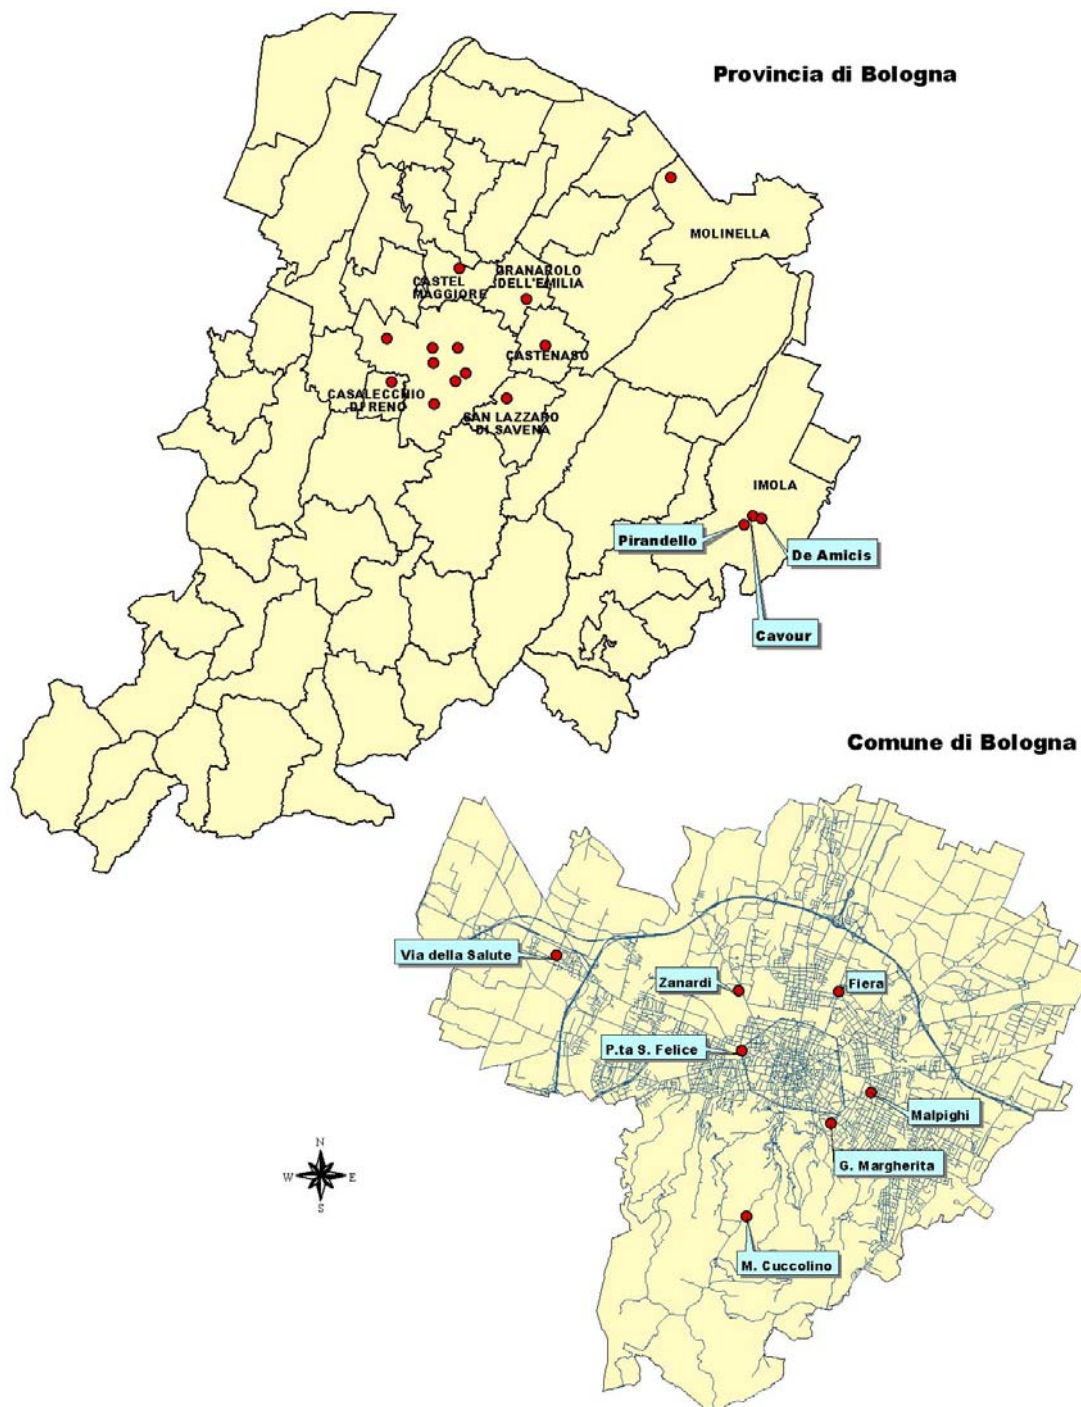 Provincia di Bologna
MOLINELLA
CASTEL
MAGGIORE
GRANAROLO
DELL'EMILIA
CASTENASO
CASALECCHIO
DI RENO
SAN LAZZARO
DI SAVENA
IMOLA
Pirandello
De Amicis
Cavour
Comune di Bologna
Via della Salute
Zanardi
Fiera
P.ta S. Felice
Malpighi
G. Margherita
M. Cuccolino
N
W
E
S